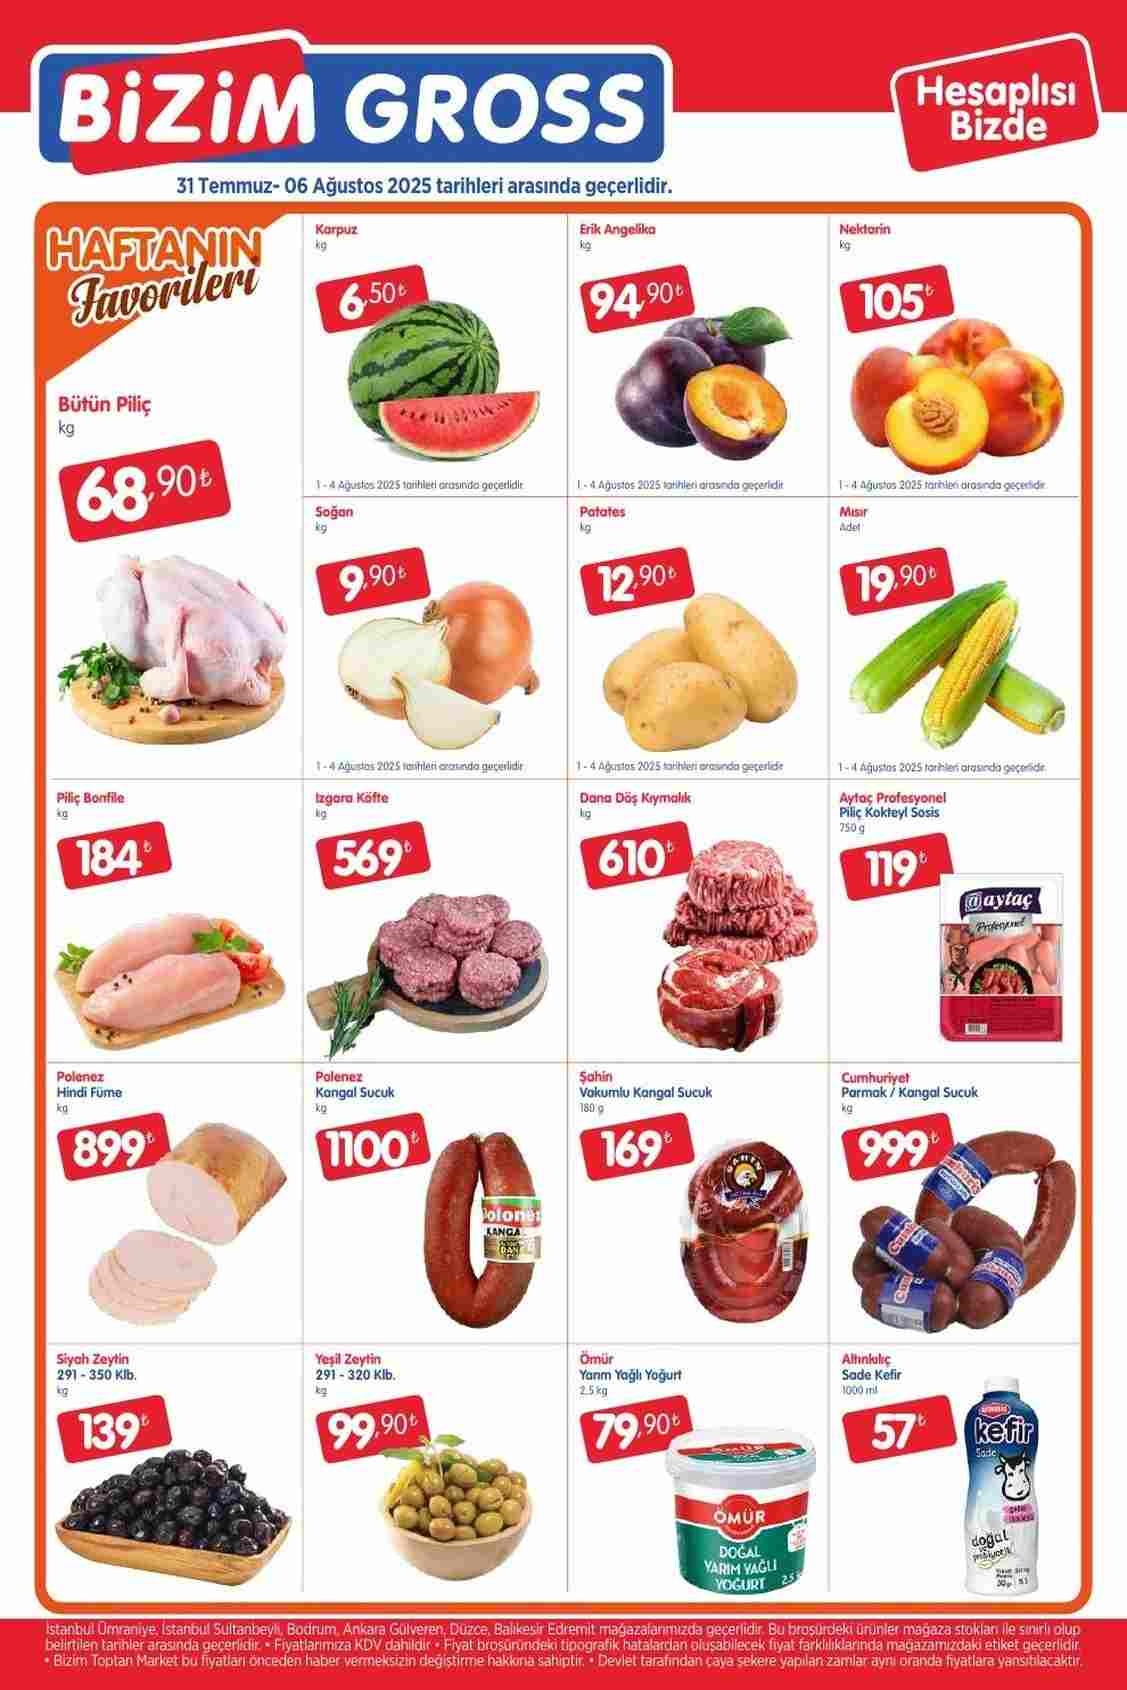 BiZiM GROSS
Hesaplısı
Bizde
31 Temmuz- 06 Ağustos 2025 tarihleri arasında geçerlidir.
HAFTANIN
Favorileri
Bütün Piliç
kg
68,90₺
Karpuz
kg
6,50₺
1 - 4 Ağustos 2025 tarihleri arasında geçerlidir.
Erik Angelika
kg
94,90₺
1 - 4 Ağustos 2025 tarihleri arasında geçerlidir.
Nektarin
kg
105₺
1 - 4 Ağustos 2025 tarihleri arasında geçerlidir.
Soğan
kg
9,90₺
1 - 4 Ağustos 2025 tarihleri arasında geçerlidir.
Patates
kg
12,90₺
1 - 4 Ağustos 2025 tarihleri arasında geçerlidir.
Mısır
Adet
19,90₺
1 - 4 Ağustos 2025 tarihleri arasında geçerlidir.
Piliç Bonfile
kg
184₺
Izgara Köfte
kg
569₺
Dana Döş Kıymalık
kg
610₺
Aytaç Profesyonel
Piliç Kokteyl Sosis
750 g
119₺
aytaç
Profesyonel
Polenez
Hindi Füme
kg
899₺
Polenez
Kangal Sucuk
kg
1100₺
Polonez
KANGA
Şahin
Vakumlu Kangal Sucuk
180 g
169₺
ŞAHİN
Cumhuriyet
Parmak / Kangal Sucuk
kg
999₺
Siyah Zeytin
291 - 350 Klb.
kg
139₺
Yeşil Zeytin
291 - 320 Klb.
kg
99,90₺
Ömür
Yarım Yağlı Yoğurt
2,5 kg
79,90₺
ÖMÜR
ÖMÜR
DOĞAL
YARIM YAĞLI
YOĞURT
2.5
Altınkılıç
Sade Kefir
1000 ml
57₺
kefir
Sade
doğal
ve
probiyotik
İstanbul Ümraniye, İstanbul Sultanbeyli, Bodrum, Ankara Gülveren, Düzce, Balıkesir Edremit mağazalarımızda geçerlidir. Bu broşürdeki ürünler mağaza stokları ile sınırlı olup
belirtilen tarihler arasında geçerlidir. • Fiyatlarımıza KDV dahildir • Fiyat broşüründeki tipografik hatalardan oluşabilecek fiyat farklılıklarında mağazamızdaki etiket geçerlidir.
• Bizim Toptan Market bu fiyatları önceden haber vermeksizin değiştirme hakkına sahiptir. • Devlet tarafından çaya şekere yapılan zamlar aynı oranda fiyatlara yansıtılacaktır.